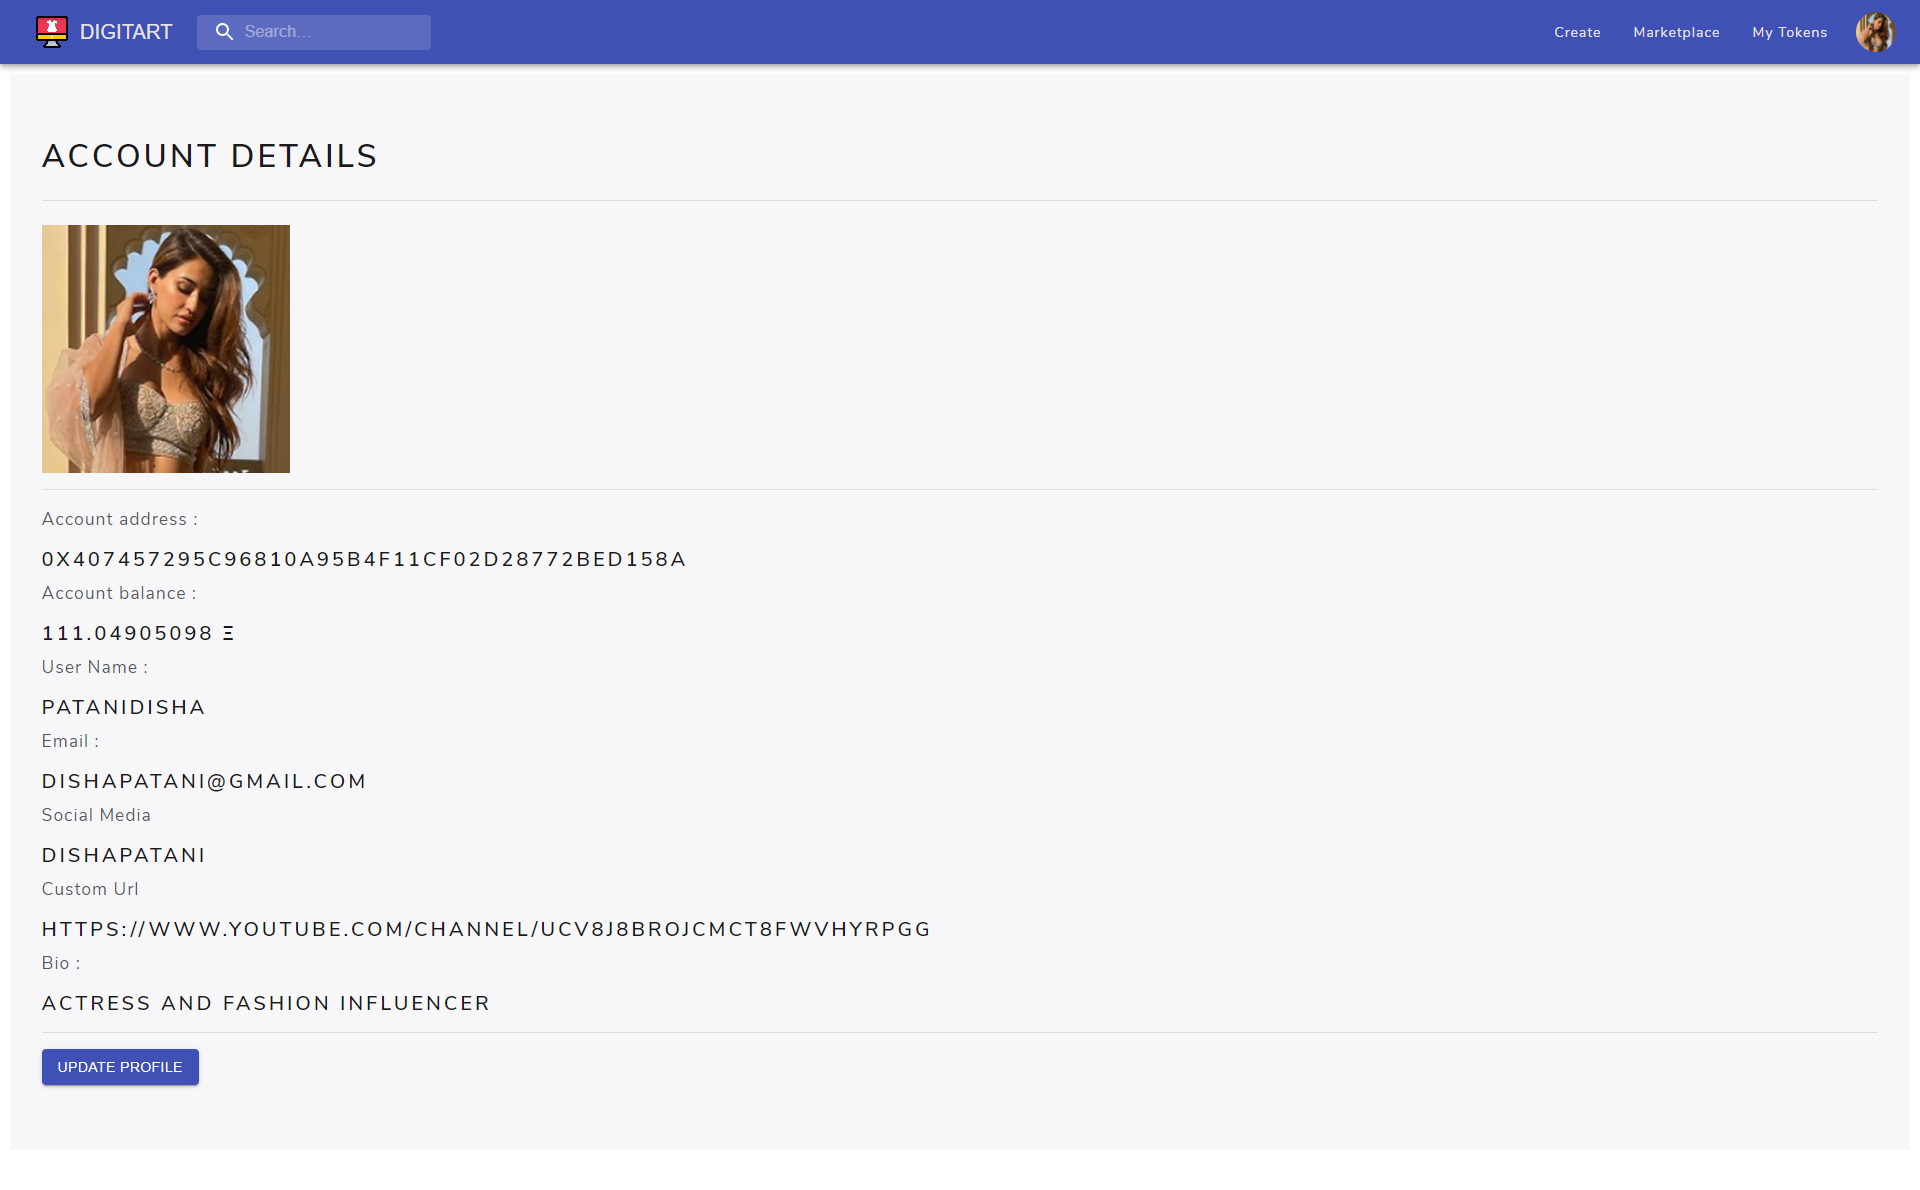 DIGITART Search... Create Marketplace My Tokens
ACCOUNT DETAILS
Account address :
0X407457295C96810A95B4F11CF02D28772BED158A
Account balance :
111.04905098 Ξ
User Name :
PATANIDISHA
Email :
DISHAPATANI@GMAIL.COM
Social Media
DISHAPATANI
Custom Url
HTTPS://WWW.YOUTUBE.COM/CHANNEL/UCV8J8BROJCMCT8FWVHYRPGG
Bio :
ACTRESS AND FASHION INFLUENCER
UPDATE PROFILE